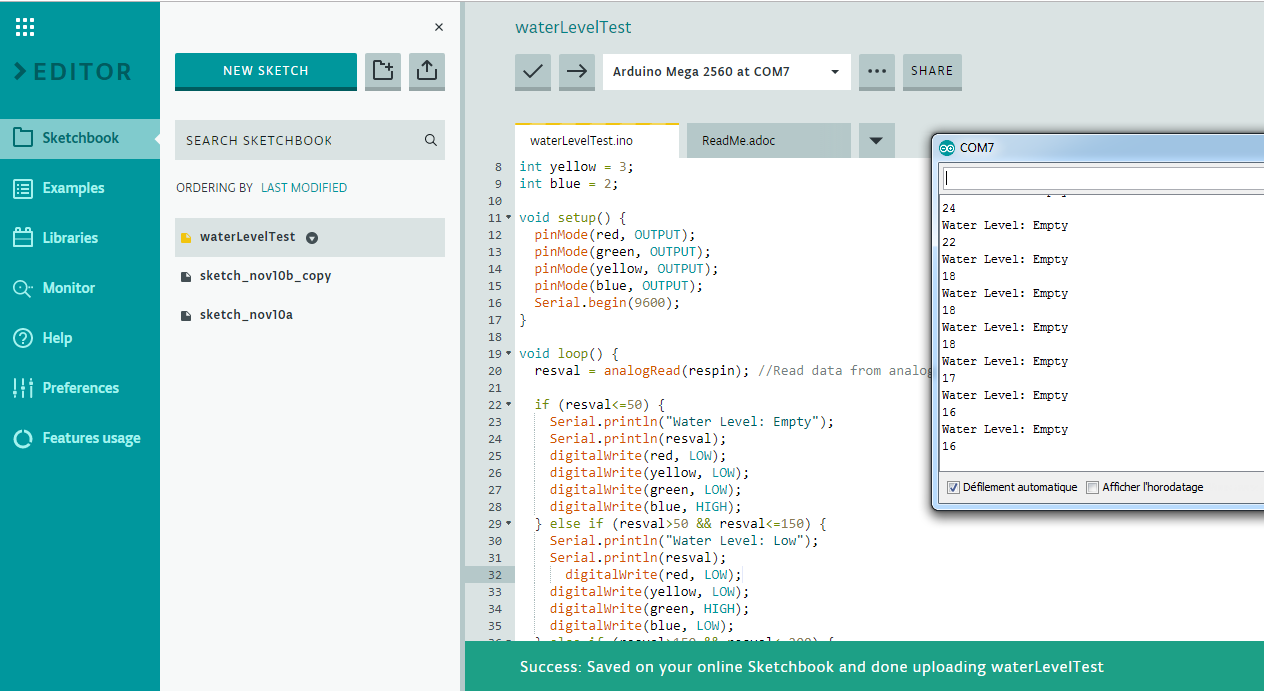 EDITOR
Sketchbook
Examples
Libraries
Monitor
Help
Preferences
Features usage
×
NEW SKETCH
SEARCH SKETCHBOOK
ORDERING BY LAST MODIFIED
waterLevelTest
sketch_nov10b_copy
sketch_nov10a
waterLevelTest
Arduino Mega 2560 at COM7
SHARE
waterLevelTest.ino
ReadMe.adoc
8 int yellow = 3;
9 int blue = 2;
10
11 void setup() {
12 pinMode(red, OUTPUT);
13 pinMode(green, OUTPUT);
14 pinMode(yellow, OUTPUT);
15 pinMode(blue, OUTPUT);
16 Serial.begin(9600);
17 }
18
19 void loop() {
20 resval = analogRead(respin); //Read data from analog
21
22 if (resval<=50) {
23 Serial.println("Water Level: Empty");
24 Serial.println(resval);
25 digitalWrite(red, LOW);
26 digitalWrite(yellow, LOW);
27 digitalWrite(green, LOW);
28 digitalWrite(blue, HIGH);
29 } else if (resval>50 && resval<=150) {
30 Serial.println("Water Level: Low");
31 Serial.println(resval);
32 digitalWrite(red, LOW);
33 digitalWrite(yellow, LOW);
34 digitalWrite(green, HIGH);
35 digitalWrite(blue, LOW);
COM7
24
Water Level: Empty
22
Water Level: Empty
18
Water Level: Empty
18
Water Level: Empty
18
Water Level: Empty
17
Water Level: Empty
16
Water Level: Empty
16
Défilement automatique
Afficher l'horodatage
Success: Saved on your online Sketchbook and done uploading waterLevelTest